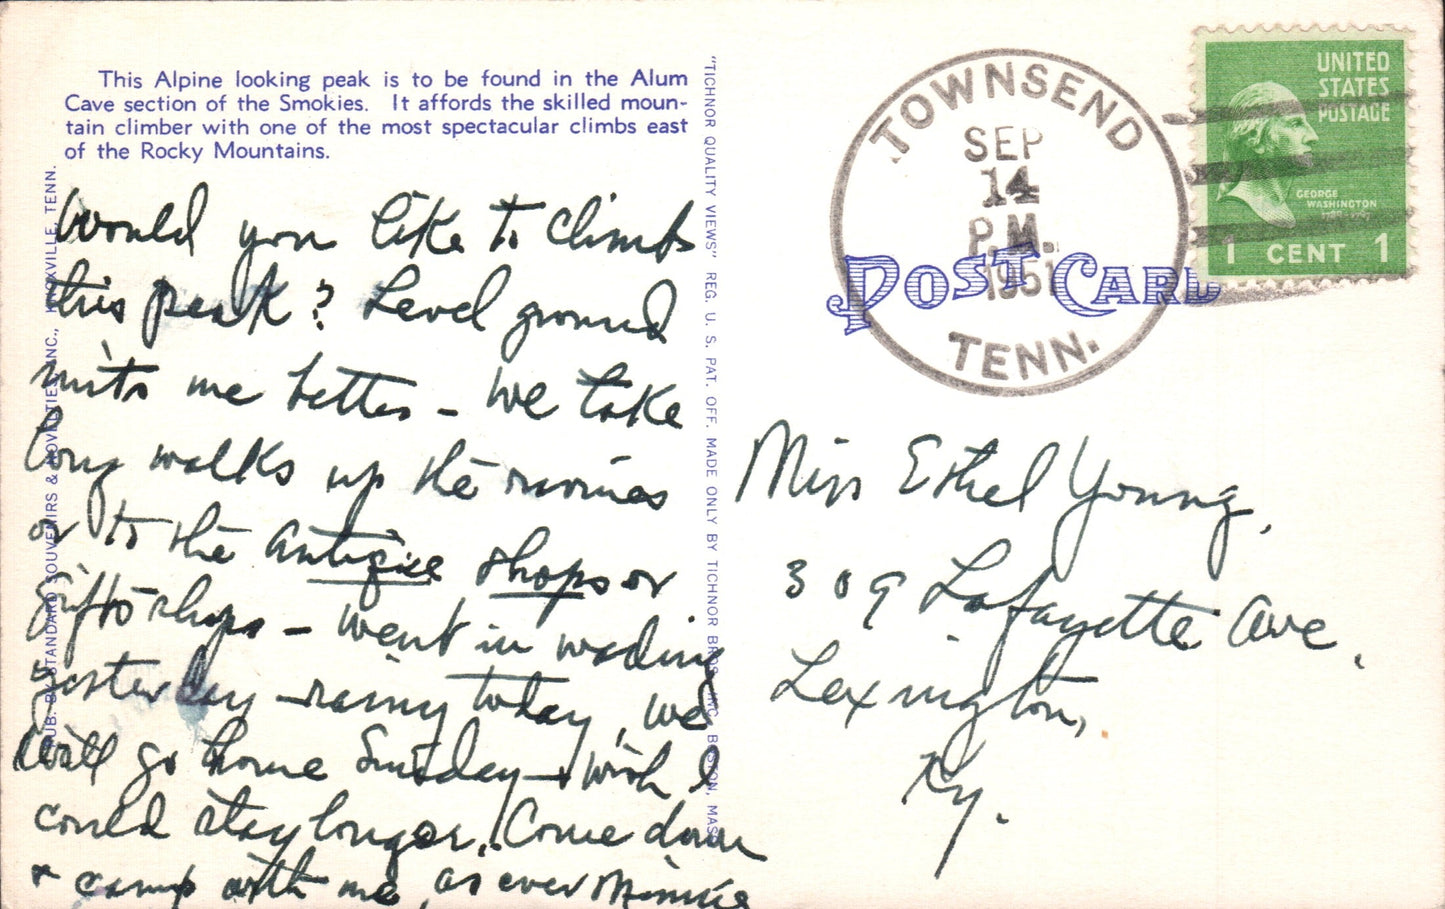 This Alpine looking peak is to be found in the Alum
Cave section of the Smokies. It affords the skilled moun-
tain climber with one of the most spectacular climbs east
of the Rocky Mountains.
Would you like to climb
this peak? Level ground
suits me better – We take
long walks up the ravines
or to the antique shops or
gift shops – Went in wading
yesterday – rainy today, we
will go home Sunday – Wish I
could stay longer. Come down
& camp with me, as ever Minnie
PUB. BY STANDARD SOUVENIRS & NOVELTIES, INC., KNOXVILLE, TENN.
"TICHNOR QUALITY VIEWS" REG. U. S. PAT. OFF. MADE ONLY BY TICHNOR BROS., INC. BOSTON, MASS.
TOWNSEND
SEP
14
P.M.
1951
TENN.
POST CARD
UNITED
STATES
POSTAGE
GEORGE
WASHINGTON
1789-1797
1 CENT 1
Miss Ethel Young,
309 Lafayette Ave.
Lexington,
Ky.